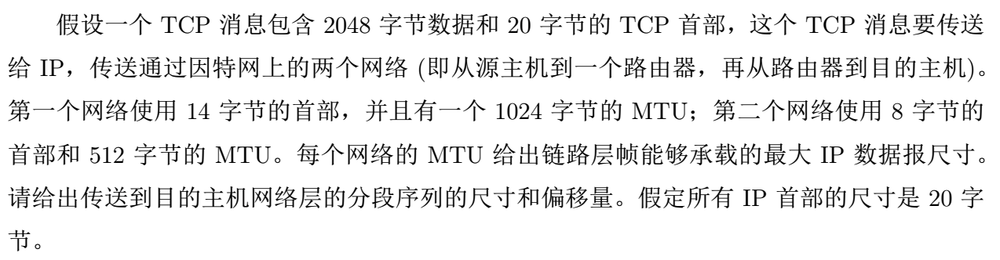 假设一个 TCP 消息包含 2048 字节数据和 20 字节的 TCP 首部，这个 TCP 消息要传送
给 IP，传送通过因特网上的两个网络 (即从源主机到一个路由器，再从路由器到目的主机)。
第一个网络使用 14 字节的首部，并且有一个 1024 字节的 MTU；第二个网络使用 8 字节的
首部和 512 字节的 MTU。每个网络的 MTU 给出链路层帧能够承载的最大 IP 数据报尺寸。
请给出传送到目的主机网络层的分段序列的尺寸和偏移量。假定所有 IP 首部的尺寸是 20 字
节。